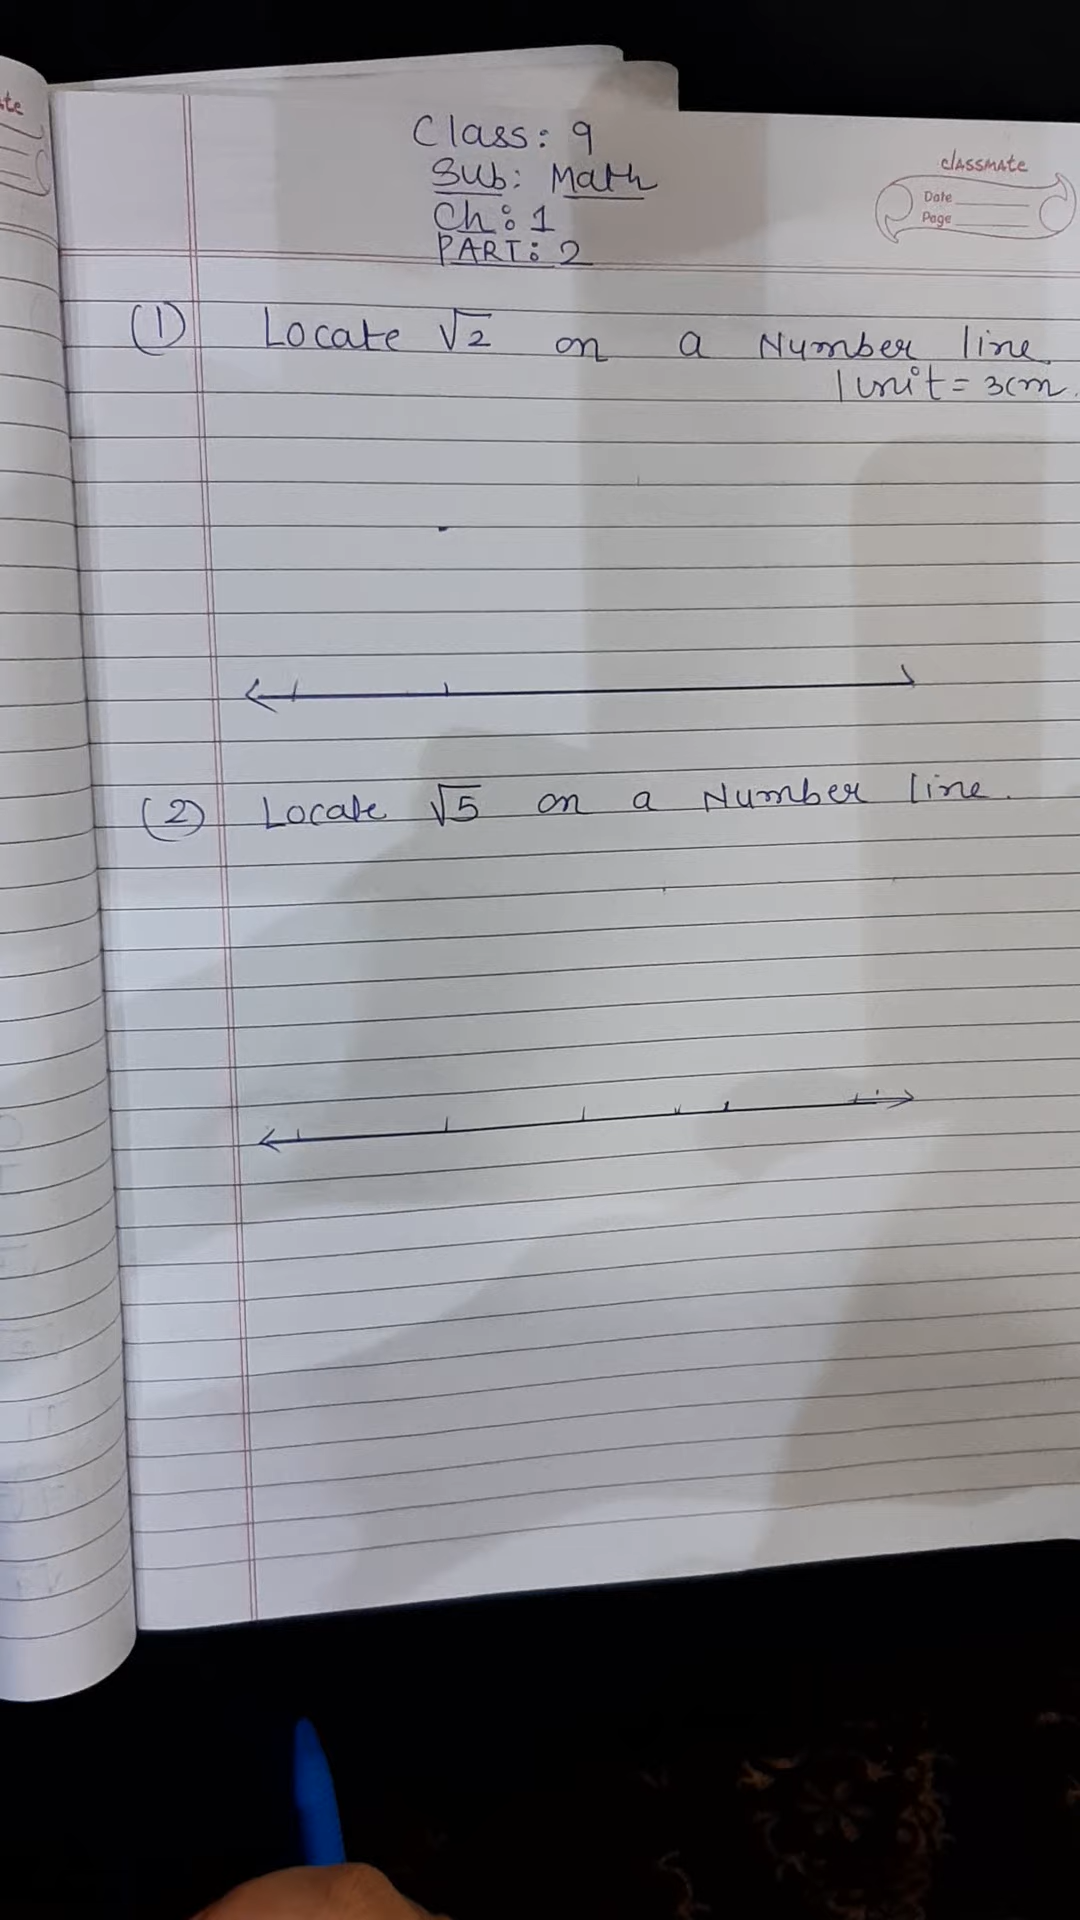 te
Class: 9
Sub: Math
Ch: 1
PART: 2
classmate
Date
Page
(1) Locate √2 on a Number line.
1 unit = 3cm.
(2) Locate √5 on a Number line.